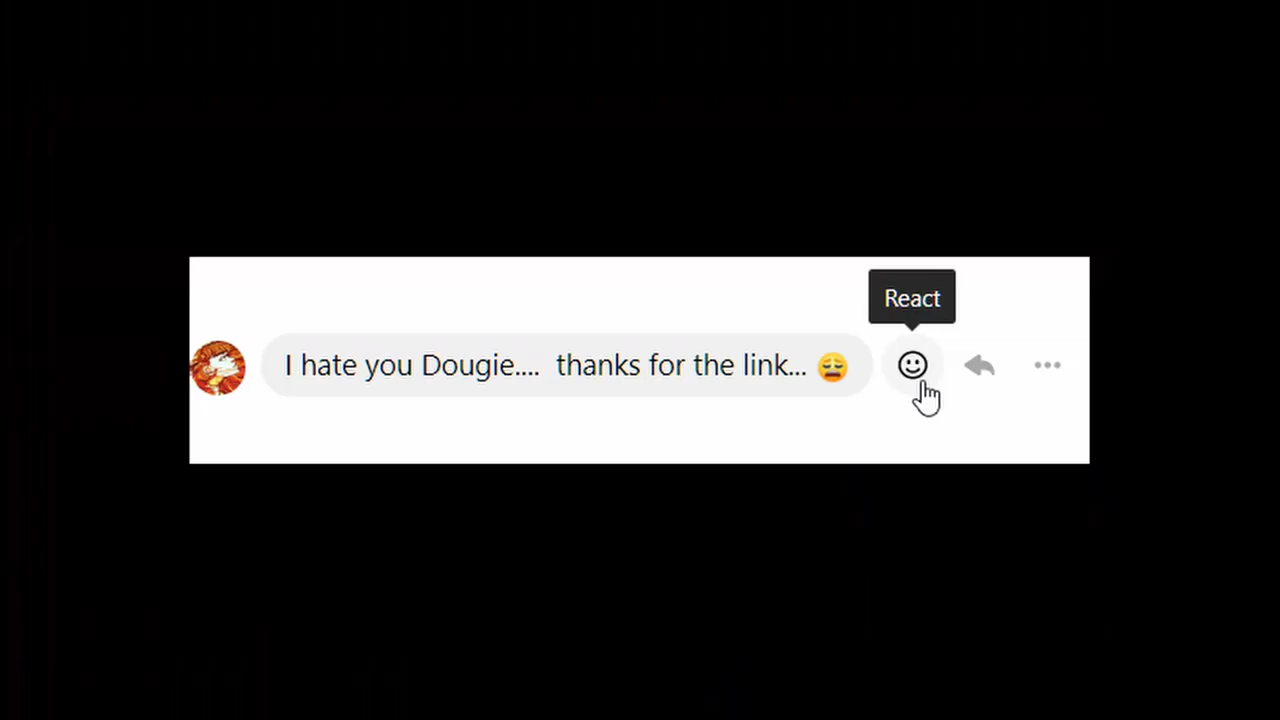 React
I hate you Dougie....  thanks for the link... 😩